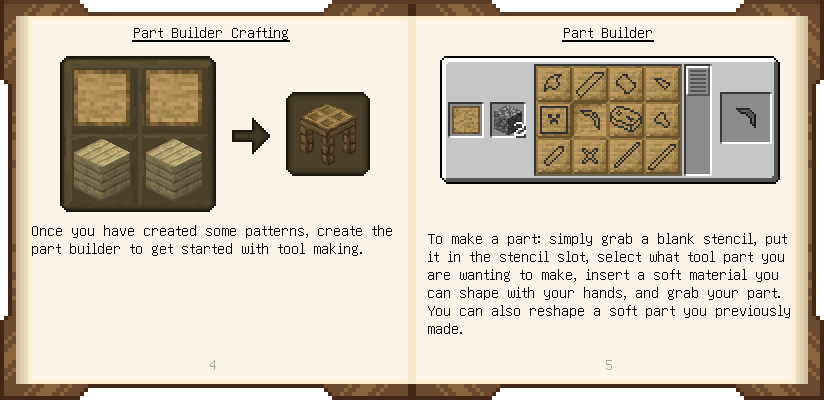 Part Builder Crafting
Once you have created some patterns, create the
part builder to get started with tool making.
4
Part Builder
2
To make a part: simply grab a blank stencil, put
it in the stencil slot, select what tool part you
are wanting to make, insert a soft material you
can shape with your hands, and grab your part.
You can also reshape a soft part you previously
made.
5